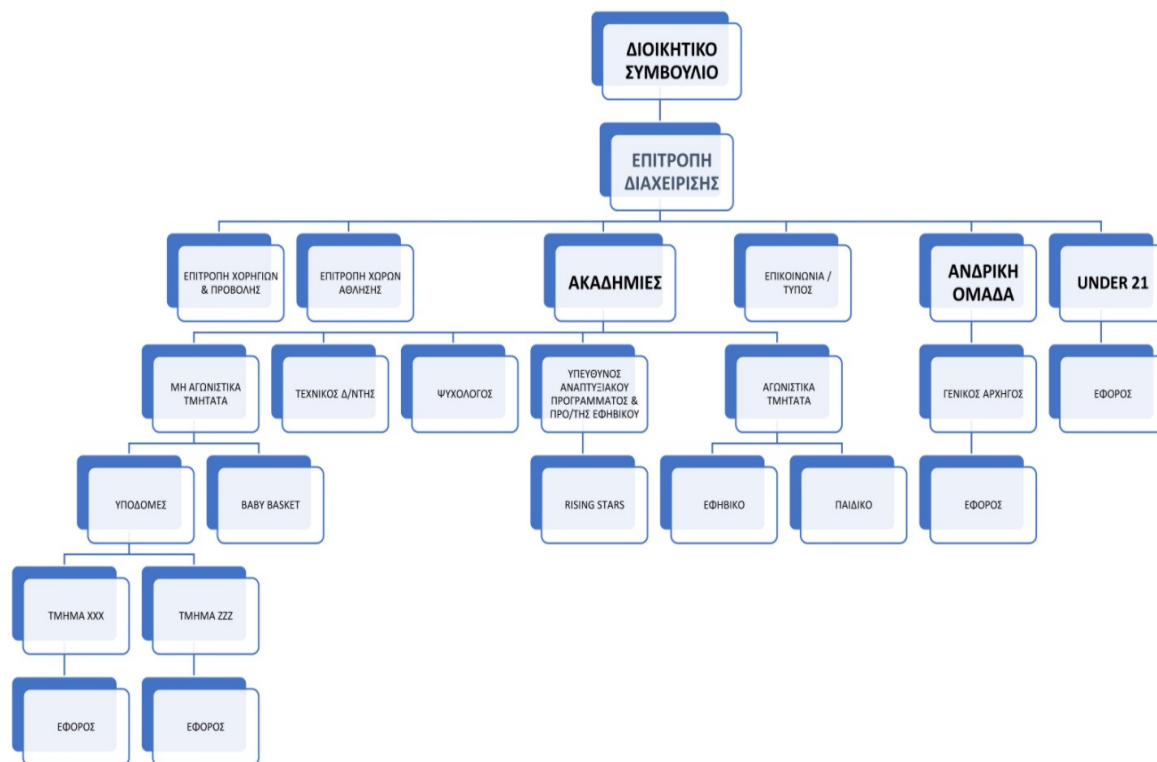 ΔΙΟΙΚΗΤΙΚΟ
ΣΥΜΒΟΥΛΙΟ
ΕΠΙΤΡΟΠΗ
ΔΙΑΧΕΙΡΙΣΗΣ
ΕΠΙΤΡΟΠΗ ΧΟΡΗΓΙΩΝ
& ΠΡΟΒΟΛΗΣ
ΕΠΙΤΡΟΠΗ ΧΩΡΩΝ
ΑΘΛΗΣΗΣ
ΑΚΑΔΗΜΙΕΣ
ΕΠΙΚΟΙΝΩΝΙΑ /
ΤΥΠΟΣ
ΑΝΔΡΙΚΗ
ΟΜΑΔΑ
UNDER 21
ΜΗ ΑΓΩΝΙΣΤΙΚΑ
ΤΜΗΤΑΤΑ
ΤΕΧΝΙΚΟΣ Δ/ΝΤΗΣ
ΨΥΧΟΛΟΓΟΣ
ΥΠΕΥΘΥΝΟΣ
ΑΝΑΠΤΥΞΙΑΚΟΥ
ΠΡΟΓΡΑΜΜΑΤΟΣ &
ΠΡΟ/ΤΗΣ ΕΦΗΒΙΚΟΥ
ΑΓΩΝΙΣΤΙΚΑ
ΤΜΗΤΑΤΑ
ΓΕΝΙΚΟΣ ΑΡΧΗΓΟΣ
ΕΦΟΡΟΣ
ΥΠΟΔΟΜΕΣ
BABY BASKET
RISING STARS
ΕΦΗΒΙΚΟ
ΠΑΙΔΙΚΟ
ΕΦΟΡΟΣ
ΤΜΗΜΑ ΧΧΧ
ΤΜΗΜΑ ΖΖΖ
ΕΦΟΡΟΣ
ΕΦΟΡΟΣ